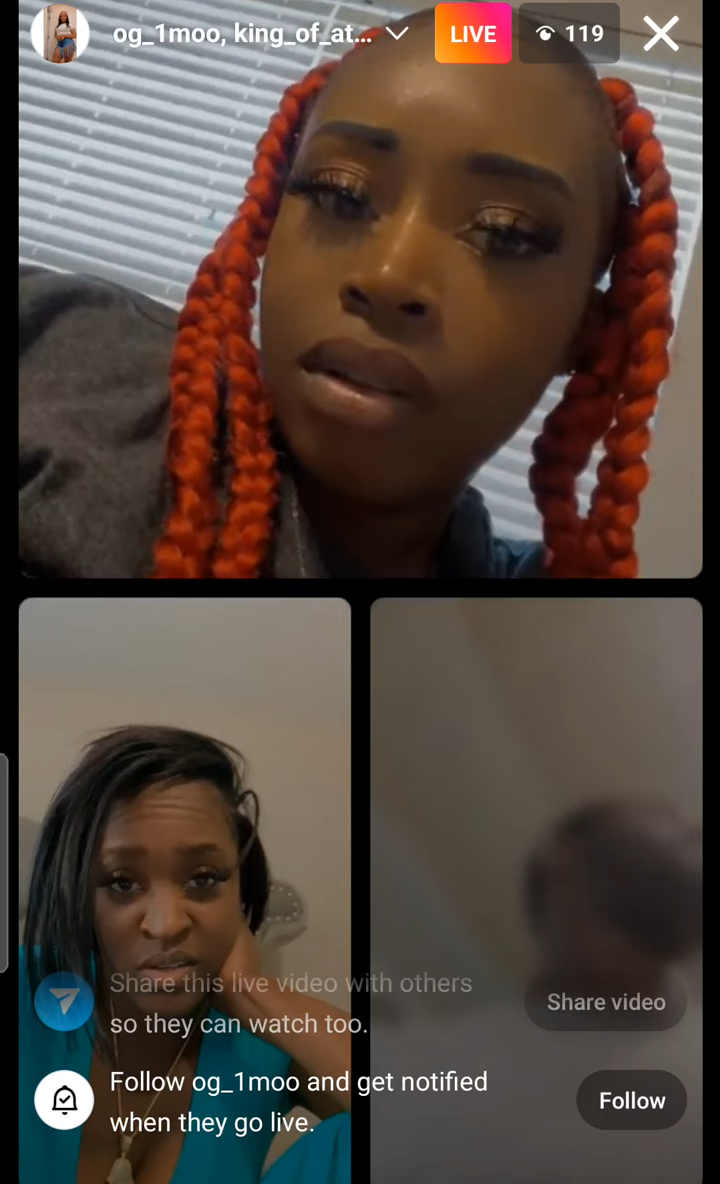 og_1moo, king_of_at... LIVE 119
Share this live video with others
so they can watch too.
Share video
Follow og_1moo and get notified
when they go live.
Follow